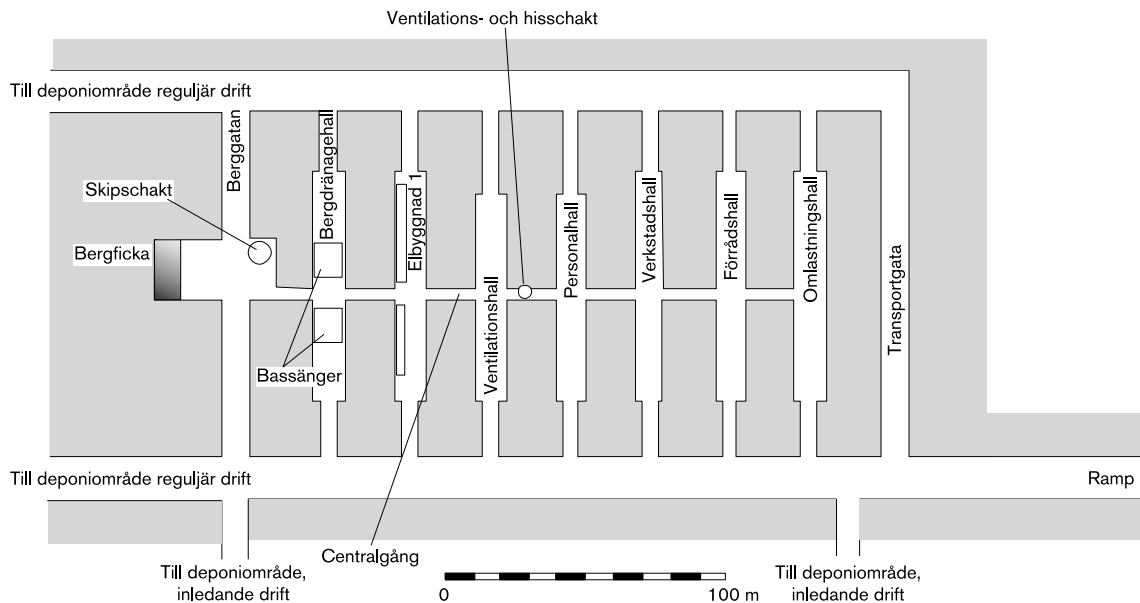 Ventilations- och hisschakt
Till deponiområde reguljär drift
Berggatan
Bergdränagehall
Skipschakt
Elbyggnad 1
Bergficka
Personalhall
Verkstadshall
Förrådshall
Omlastningshall
Ventilationshall
Transportgata
Bassänger
Till deponiområde reguljär drift
Ramp
Centralgång
Till deponiområde,
inledande drift
0
100 m
Till deponiområde,
inledande drift